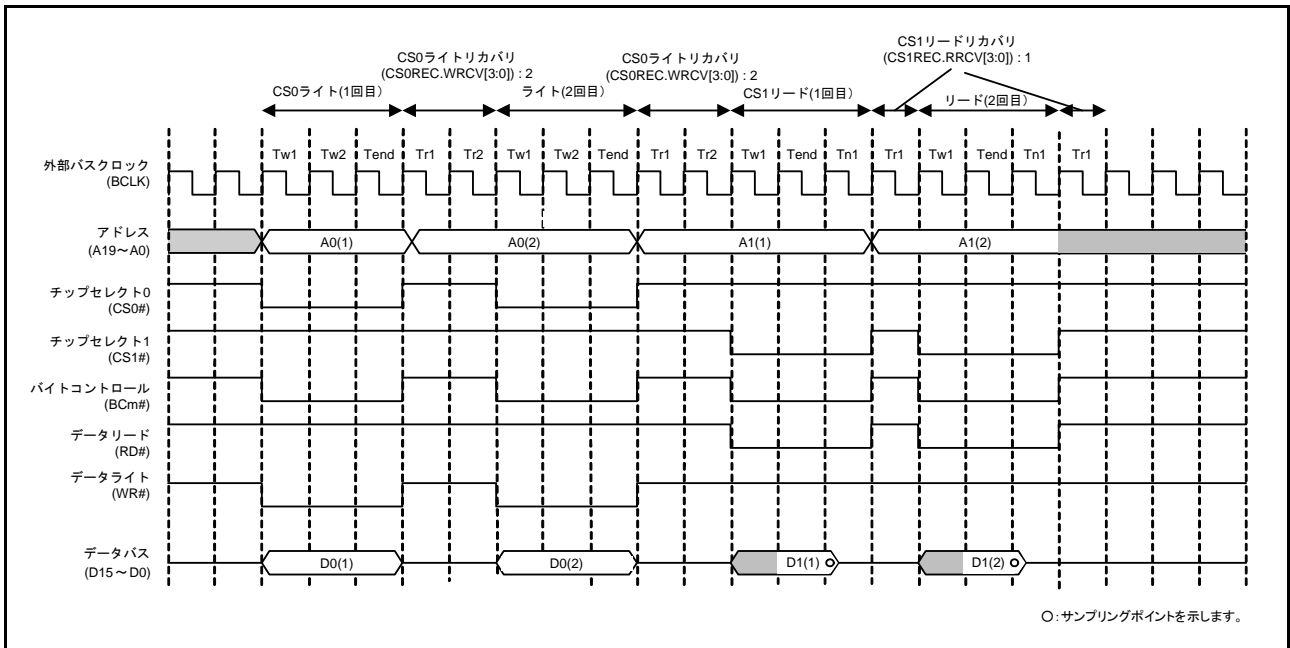 CS0ライトリカバリ
(CS0REC.WRCV[3:0]) : 2
CS0ライトリカバリ
(CS0REC.WRCV[3:0]) : 2
CS1リードリカバリ
(CS1REC.RRCV[3:0]) : 1
CS0ライト(1回目)
ライト(2回目)
CS1リード(1回目)
リード(2回目)
Tw1 Tw2 Tend Tr1 Tr2 Tw1 Tw2 Tend Tr1 Tr2 Tw1 Tend Tn1 Tr1 Tw1 Tend Tn1 Tr1
外部バスクロック
(BCLK)
アドレス
(A19～A0)
A0(1) A0(2) A1(1) A1(2)
チップセレクト0
(CS0#)
チップセレクト1
(CS1#)
バイトコントロール
(BCm#)
データリード
(RD#)
データライト
(WR#)
データバス
(D15～D0)
D0(1) D0(2) D1(1) D1(2)
○：サンプリングポイントを示します。